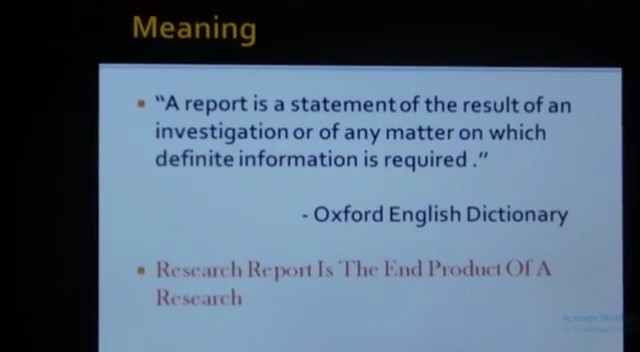 Meaning
"A report is a statement of the result of an
investigation or of any matter on which
definite information is required ."
- Oxford English Dictionary
Research Report Is The End Product Of A
Research